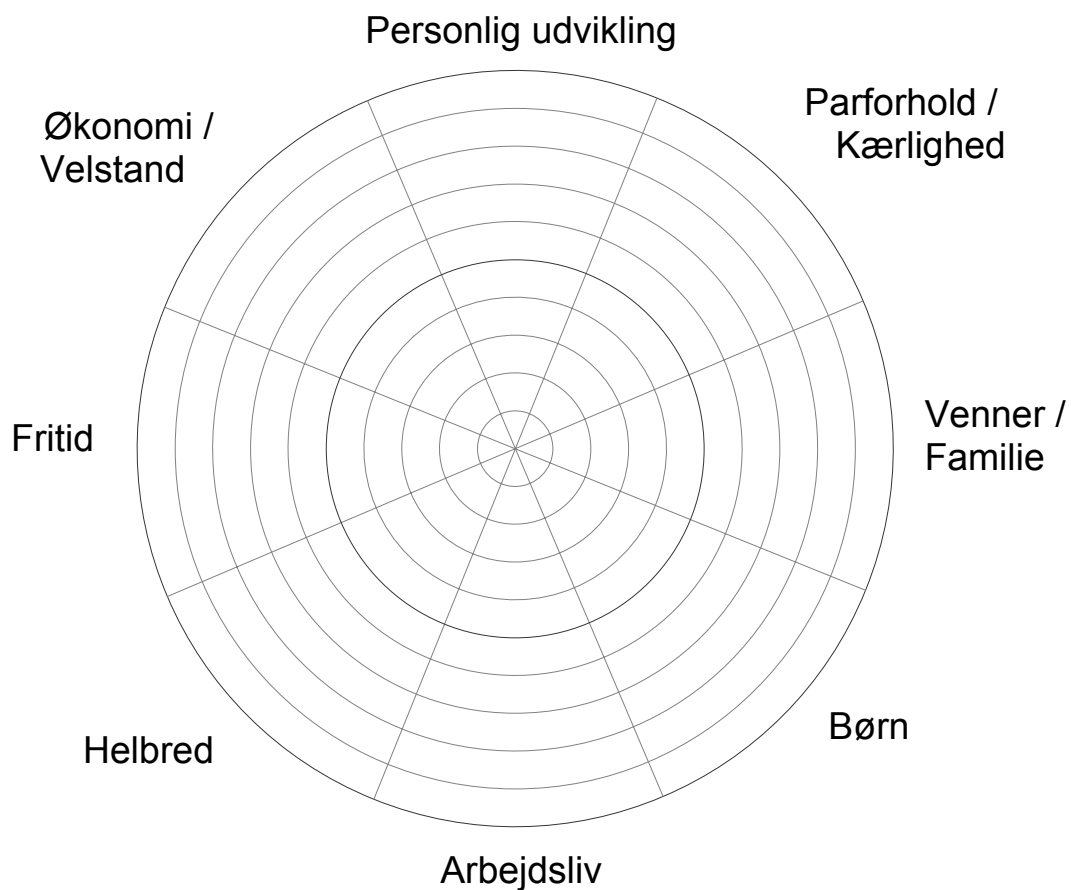 Personlig udvikling
Parforhold /
Kærlighed
Økonomi /
Velstand
Venner /
Familie
Fritid
Børn
Helbred
Arbejdsliv